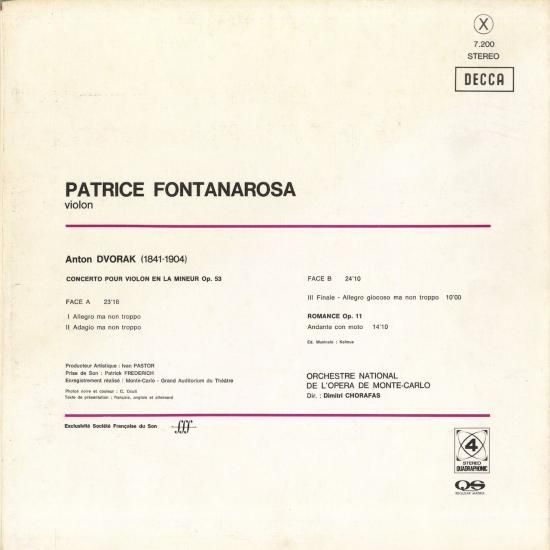 X
7.200
STEREO
DECCA
PATRICE FONTANAROSA
violon
Anton DVORAK (1841-1904)
CONCERTO POUR VIOLON EN LA MINEUR Op. 53
FACE A 23'16
I Allegro ma non troppo
II Adagio ma non troppo
FACE B 24'10
III Finale - Allegro giocoso ma non troppo 10'00
ROMANCE Op. 11
Andante con moto 14'10
Ed. Musicale : Kalmus
Producteur Artistique : Ivan PASTOR
Prise de Son : Patrick FREDERICH
Enregistrement réalisé / Monte-Carlo - Grand Auditorium du Théâtre
Photos noire et couleur : C.
Texte de présentation : français, anglais et allemand
ORCHESTRE NATIONAL
DE L'OPERA DE MONTE-CARLO
Dir. : Dimitri CHORAFAS
Exclusivité Société Française du Son
4
STEREO
QUADRAPHONIC
QS
REGULAR MATRIX